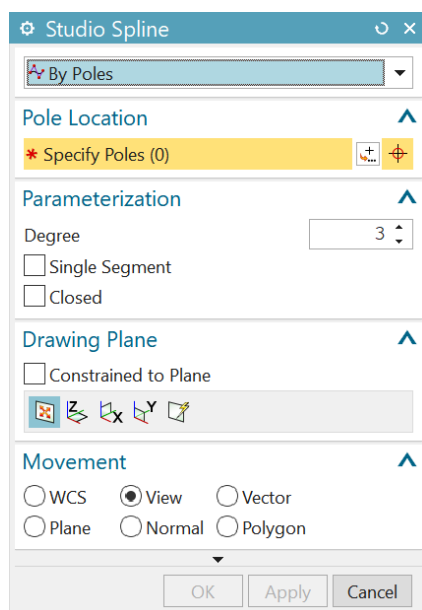 Studio Spline
By Poles
Pole Location
* Specify Poles (0)
Parameterization
Degree 3
Single Segment
Closed
Drawing Plane
Constrained to Plane
Z X Y
Movement
WCS View Vector
Plane Normal Polygon
OK Apply Cancel